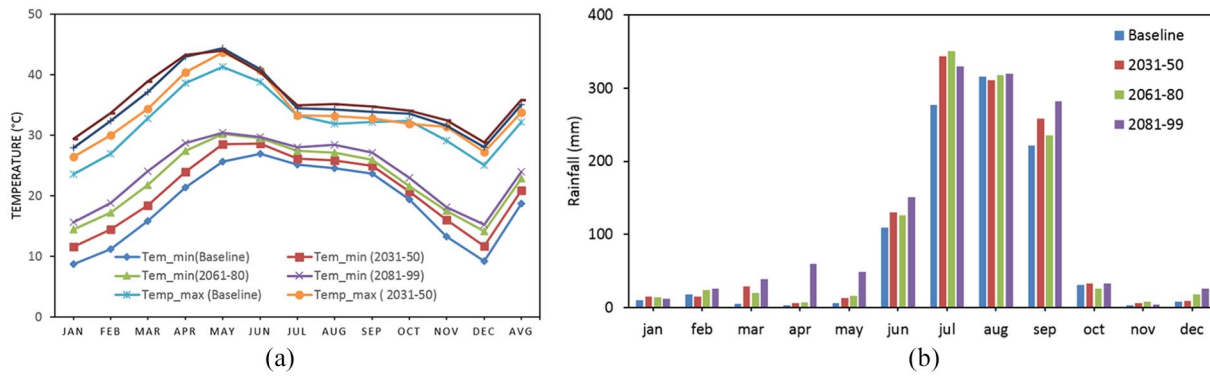 50
40
30
20
10
0
TEMPERATURE (°C)
Tem_min(Baseline)
Tem_min (2031-50)
Tem_min(2061-80)
Tem_min (2081-99)
Temp_max (Baseline)
Temp_max ( 2031-50)
JAN FEB MAR APR MAY JUN JUL AUG SEP OCT NOV DEC AVG
(a)
400
300
200
100
0
Rainfall (mm)
Baseline
2031-50
2061-80
2081-99
jan feb mar apr may jun jul aug sep oct nov dec
(b)